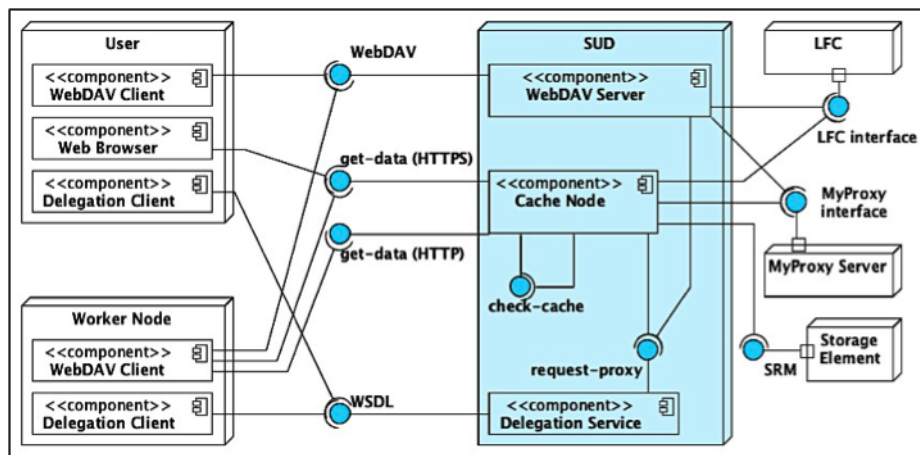 User
<<component>>
WebDAV Client
<<component>>
Web Browser
<<component>>
Delegation Client
Worker Node
<<component>>
WebDAV Client
<<component>>
Delegation Client
WebDAV
get-data (HTTPS)
get-data (HTTP)
WSDL
SUD
<<component>>
WebDAV Server
<<component>>
Cache Node
check-cache
request-proxy
<<component>>
Delegation Service
LFC
LFC interface
MyProxy
interface
MyProxy Server
SRM
Storage
Element